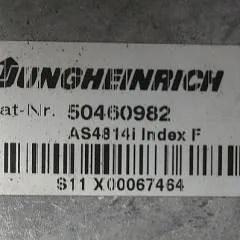 JUNGHEINRICH
at-Nr. 50460982
AS4814i Index F
S11 X00067464